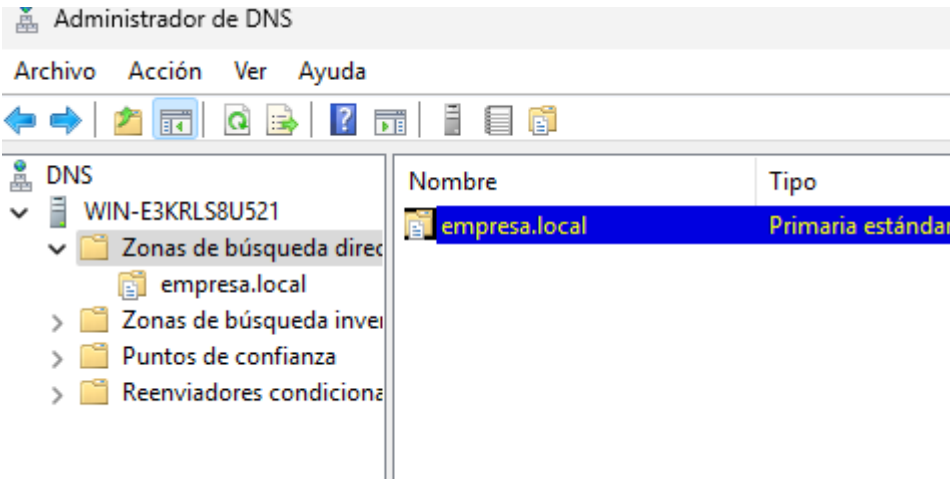 Administrador de DNS
Archivo Acción Ver Ayuda
DNS
WIN-E3KRLS8U521
Zonas de búsqueda direc
empresa.local
Zonas de búsqueda inver
Puntos de confianza
Reenviadores condiciona
Nombre Tipo
empresa.local Primaria estándar